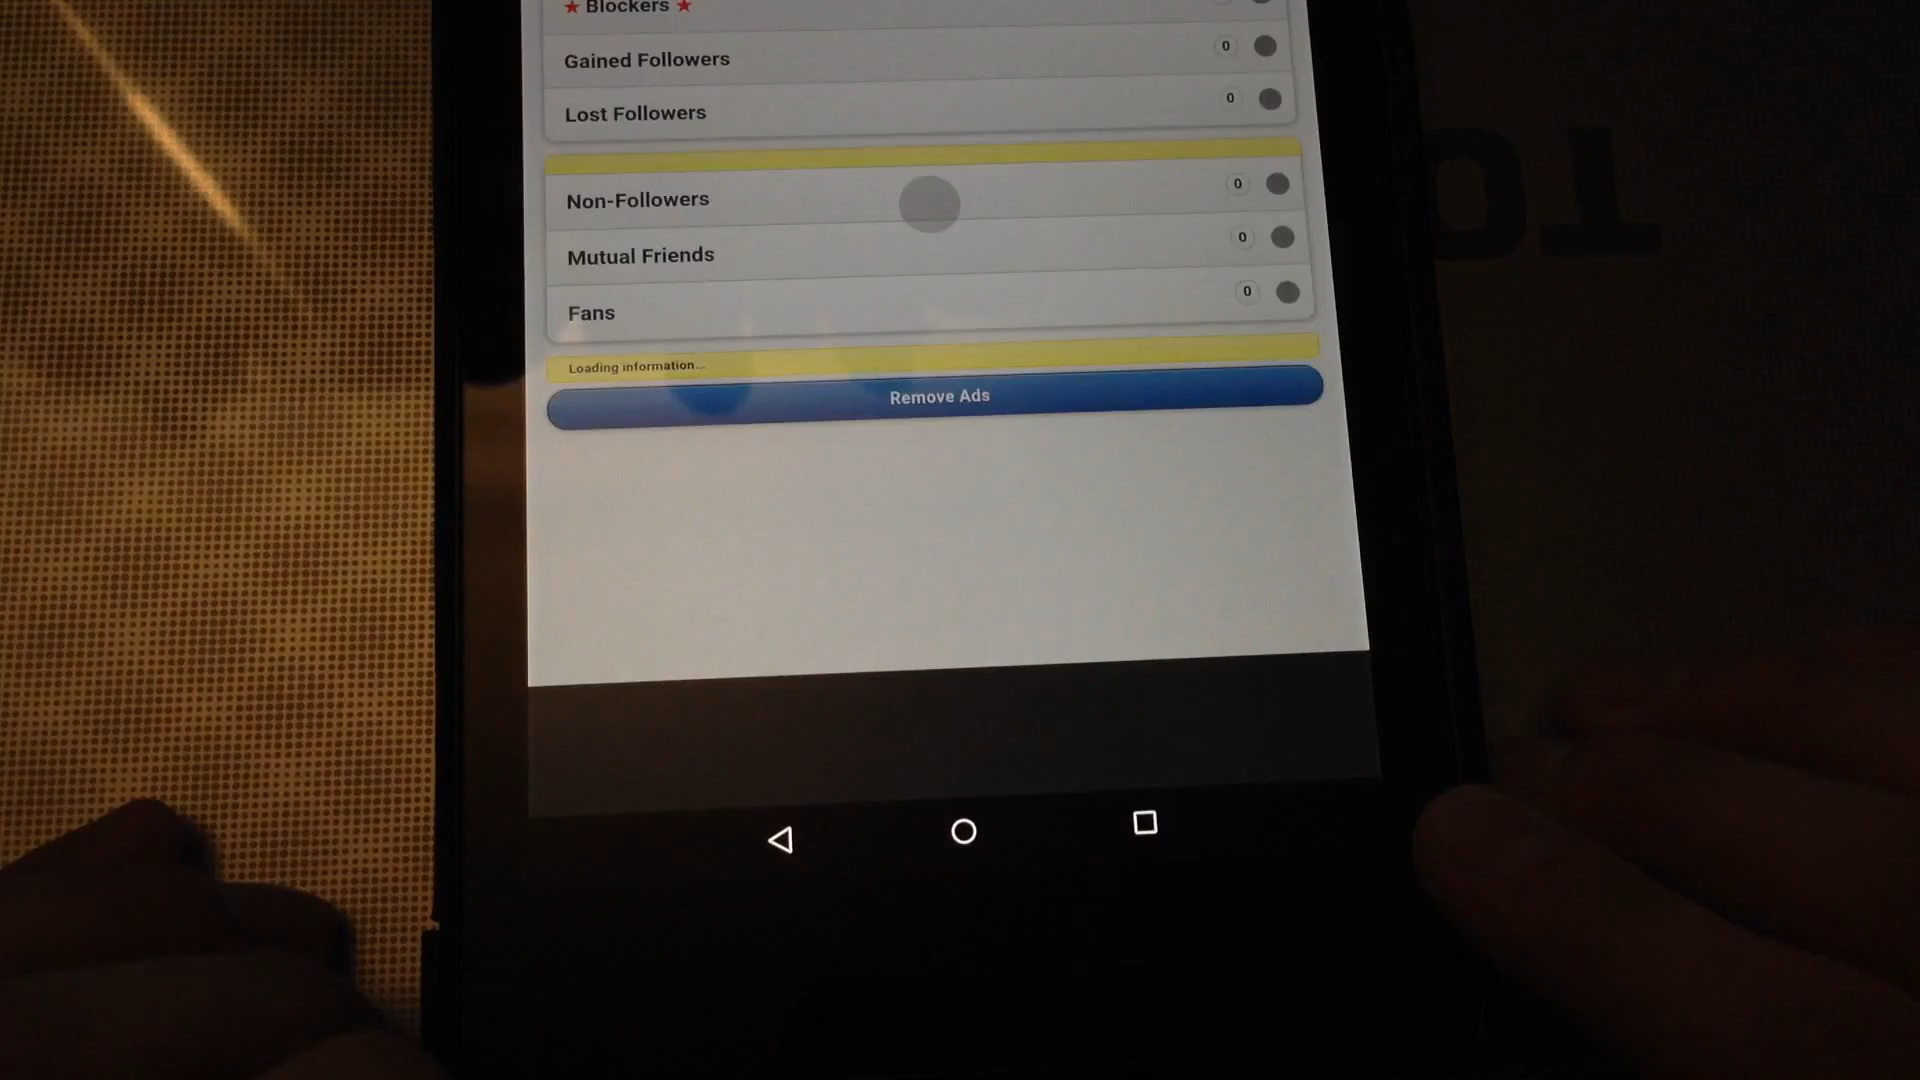 ★ Blockers ★
Gained Followers 0
Lost Followers 0
Non-Followers 0
Mutual Friends 0
Fans 0
Loading information...
Remove Ads